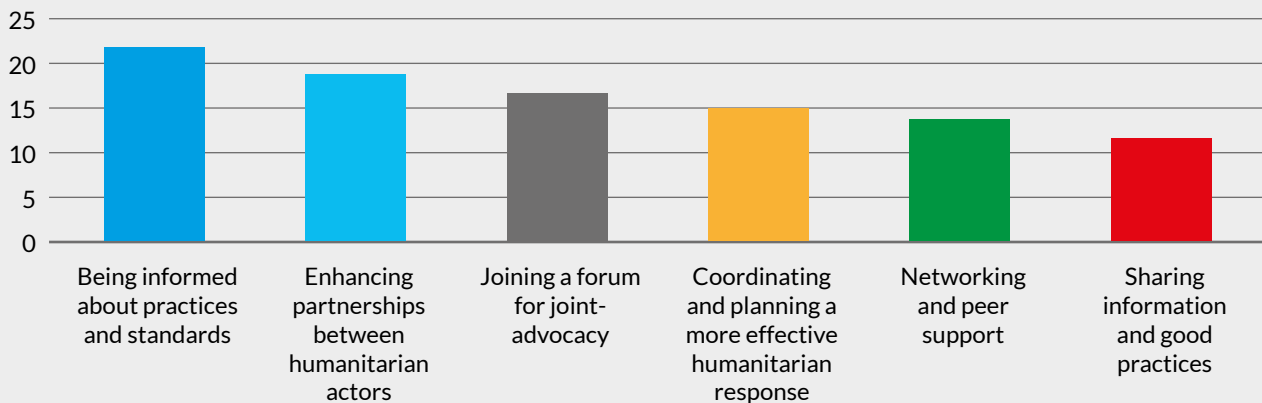 25
20
15
10
5
0
Being informed
about practices
and standards
Enhancing
partnerships
between
humanitarian
actors
Joining a forum
for joint-
advocacy
Coordinating
and planning a
more effective
humanitarian
response
Networking
and peer
support
Sharing
information
and good
practices